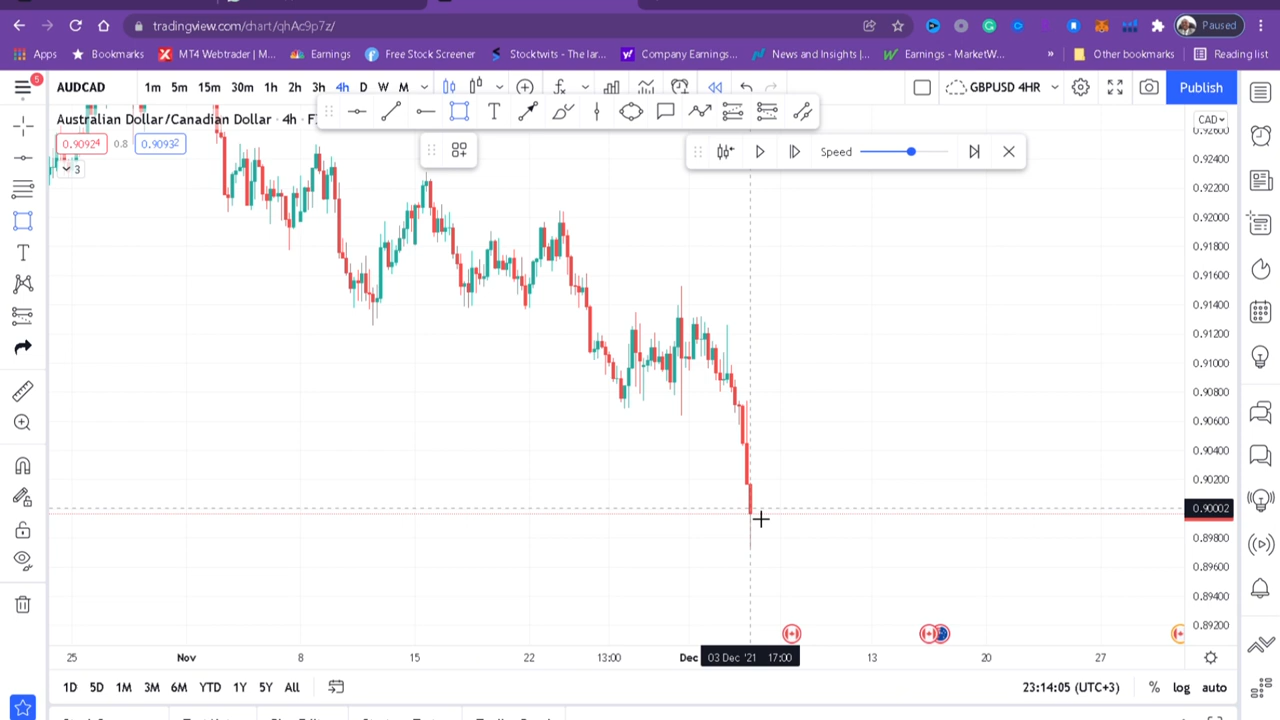 tradingview.com/chart/qhAc9p7z/
Paused
Apps
Bookmarks
MT4 Webtrader | M...
Earnings
Free Stock Screener
Stocktwits - The lar...
Company Earnings...
News and Insights |...
Earnings - MarketW...
»
Other bookmarks
Reading list
5
AUDCAD
1m 5m 15m 30m 1h 2h 3h 4h D W M
GBPUSD 4HR
Publish
Australian Dollar/Canadian Dollar · 4h · F
CAD
0.90924 0.8 0.90932
3
Speed
0.92600
0.92400
0.92200
0.92000
0.91800
0.91600
0.91400
0.91200
0.91000
0.90800
0.90600
0.90400
0.90200
0.90002
0.89800
0.89600
0.89400
0.89200
25 Nov 8 15 22 13:00 Dec 03 Dec '21 17:00 13 20 27
1D 5D 1M 3M 6M YTD 1Y 5Y All
23:14:05 (UTC+3) % log auto